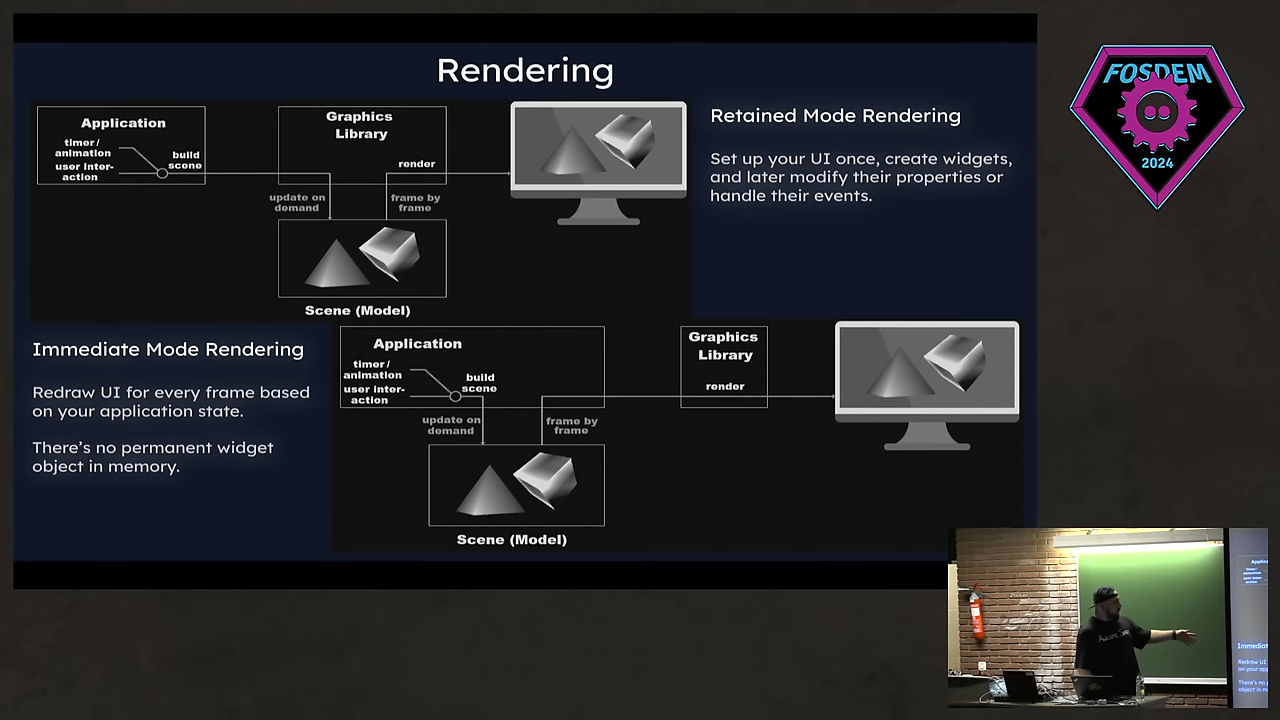 Rendering
Application
timer/
animation
user inter-
action
build
scene
Graphics
Library
render
update on
demand
frame by
frame
Scene (Model)
Retained Mode Rendering
Set up your UI once, create widgets,
and later modify their properties or
handle their events.
FOSDEM
2024
Immediate Mode Rendering
Redraw UI for every frame based
on your application state.
There's no permanent widget
object in memory.
Application
timer/
animation
user inter-
action
build
scene
update on
demand
frame by
frame
Graphics
Library
render
Scene (Model)